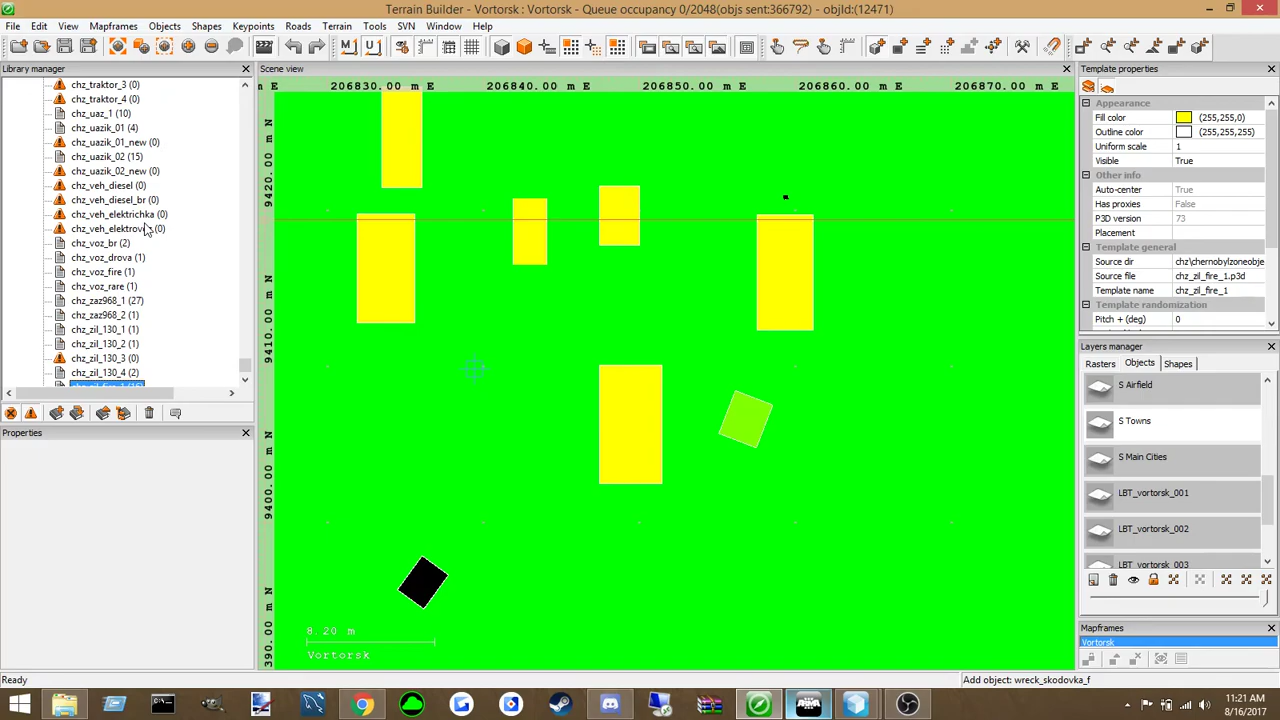 Terrain Builder - Vortorsk : Vortorsk - Queue occupancy 0/2048(objs sent:366792) - objId:(12471)
File Edit View Mapframes Objects Shapes Keypoints Roads Terrain Tools SVN Window Help
Library manager
chz_traktor_3 (0)
chz_traktor_4 (0)
chz_uaz_1 (10)
chz_uazik_01 (4)
chz_uazik_01_new (0)
chz_uazik_02 (15)
chz_uazik_02_new (0)
chz_veh_diesel (0)
chz_veh_diesel_br (0)
chz_veh_elektrichka (0)
(0)
chz_voz_br (2)
chz_voz_drova (1)
chz_voz_fire (1)
chz_voz_rare (1)
chz_zaz968_1 (27)
chz_zaz968_2 (1)
chz_zil_130_1 (1)
chz_zil_130_2 (1)
chz_zil_130_3 (0)
chz_zil_130_4 (2)
Properties
Scene view
m E 206830.00 m E 206840.00 m E 206850.00 m E 206860.00 m E 206870.00 m E
9420.00 m N
9410.00 m N
9400.00 m N
390.00 m N
8.20 m
Vortorsk
Template properties
Appearance
Fill color (255,255,0)
Outline color (255,255,255)
Uniform scale 1
Visible True
Other info
Auto-center True
Has proxies False
P3D version 73
Placement
Template general
Source dir chz\chernobylzoneobje
Source file chz_zil_fire_1.p3d
Template name chz_zil_fire_1
Template randomization
Pitch + (deg) 0
Layers manager
Rasters Objects Shapes
S Airfield
S Towns
S Main Cities
LBT_vortorsk_001
LBT_vortorsk_002
LBT_vortorsk_003
Mapframes
Vortorsk
Ready
Add object: wreck_skodovka_f
11:21 AM
8/16/2017